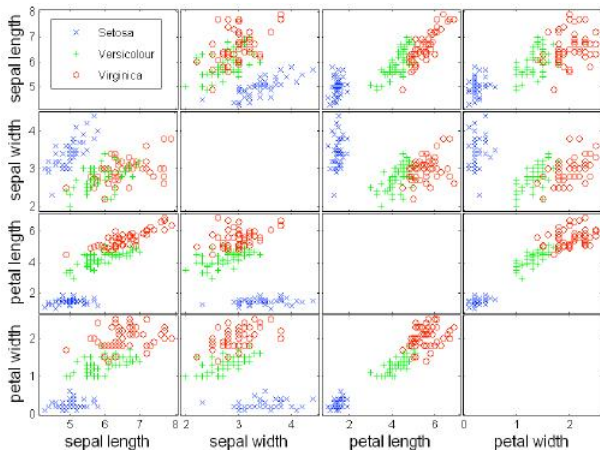 8
7
6
5
sepal length
Setosa
Versicolour
Virginica
4
3
2
sepal width
6
4
2
petal length
2
1
0
petal width
4 5 6 7 8
2 3 4
2 4 6
0 1 2
sepal length
sepal width
petal length
petal width